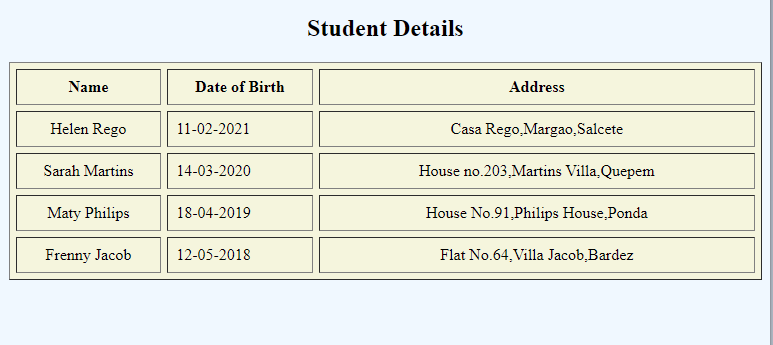 Student Details
Name Date of Birth Address
Helen Rego 11-02-2021 Casa Rego,Margao,Salcete
Sarah Martins 14-03-2020 House no.203,Martins Villa,Quepem
Maty Philips 18-04-2019 House No.91,Philips House,Ponda
Frenny Jacob 12-05-2018 Flat No.64,Villa Jacob,Bardez